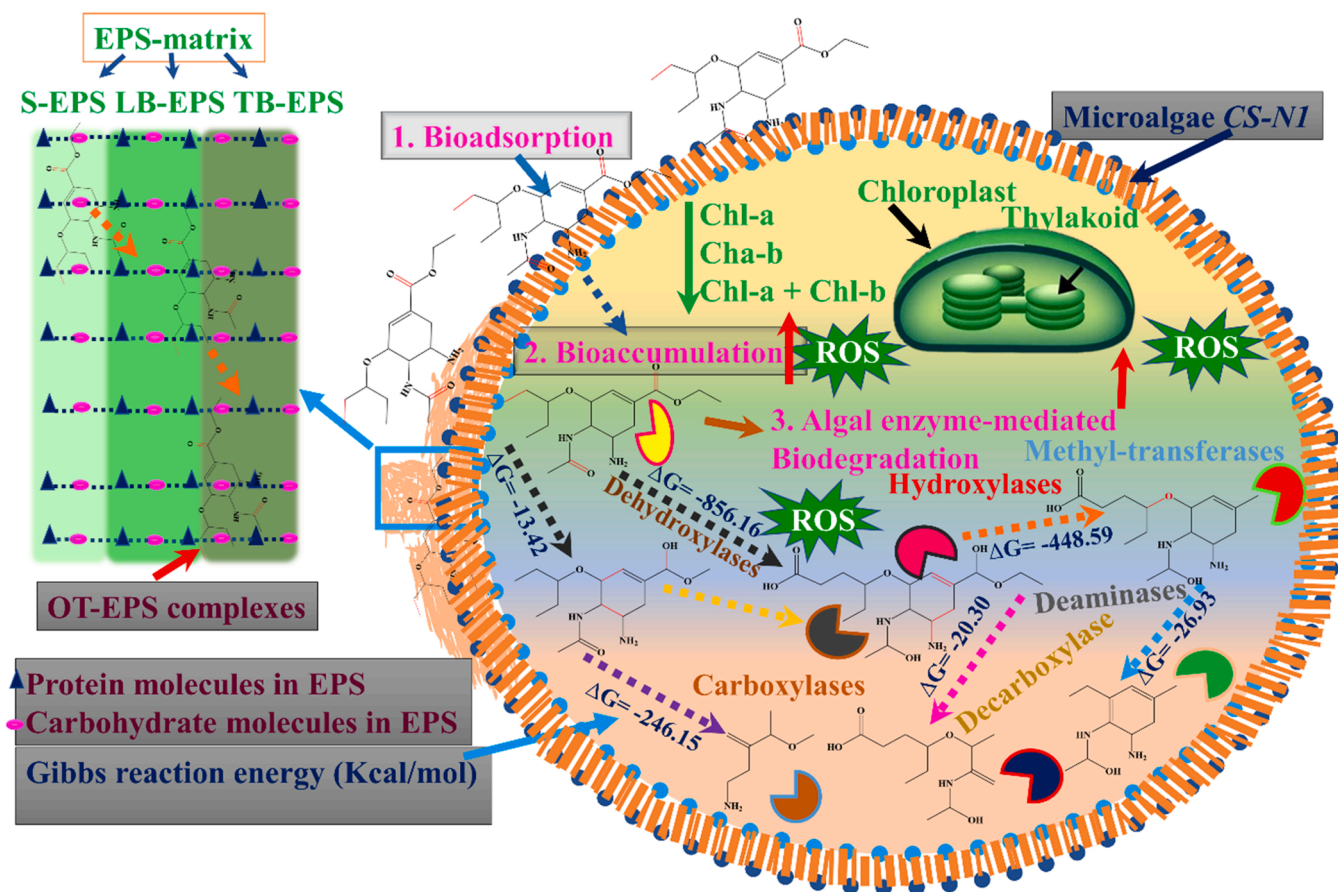 EPS-matrix
S-EPS LB-EPS TB-EPS
OT-EPS complexes
Protein molecules in EPS
Carbohydrate molecules in EPS
Gibbs reaction energy (Kcal/mol)
1. Bioadsorption
Microalgae CS-N1
Chl-a
Cha-b
Chl-a + Chl-b
Chloroplast
Thylakoid
2. Bioaccumulation
ROS
ROS
3. Algal enzyme-mediated
Biodegradation
Methyl-transferases
Hydroxylases
ROS
ΔG= -13.42
ΔG= -856.16
Dehydroxylases
ΔG= -448.59
Deaminases
ΔG= -20.30
Decarboxylase
ΔG= -26.93
Carboxylases
ΔG= -246.15